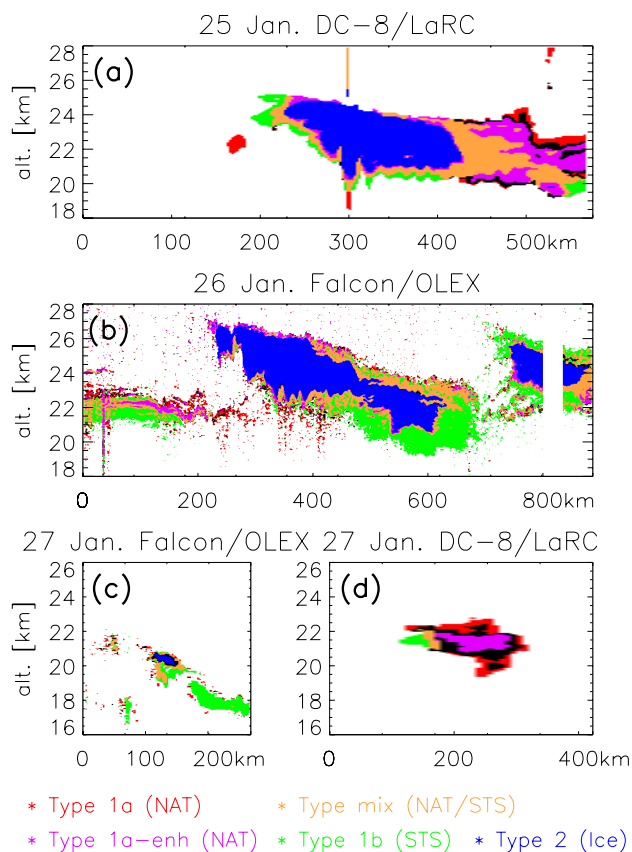 25 Jan. DC-8/LaRC
(a)
alt. [km]
28
26
24
22
20
18
0 100 200 300 400 500km
26 Jan. Falcon/OLEX
(b)
alt. [km]
28
26
24
22
20
18
0 200 400 600 800km
27 Jan. Falcon/OLEX 27 Jan. DC-8/LaRC
(c)
alt. [km]
26
24
22
20
18
16
0 100 200km
(d)
26
24
22
20
18
16
0 200 400km
* Type 1a (NAT) * Type mix (NAT/STS)
* Type 1a-enh (NAT) * Type 1b (STS) * Type 2 (Ice)